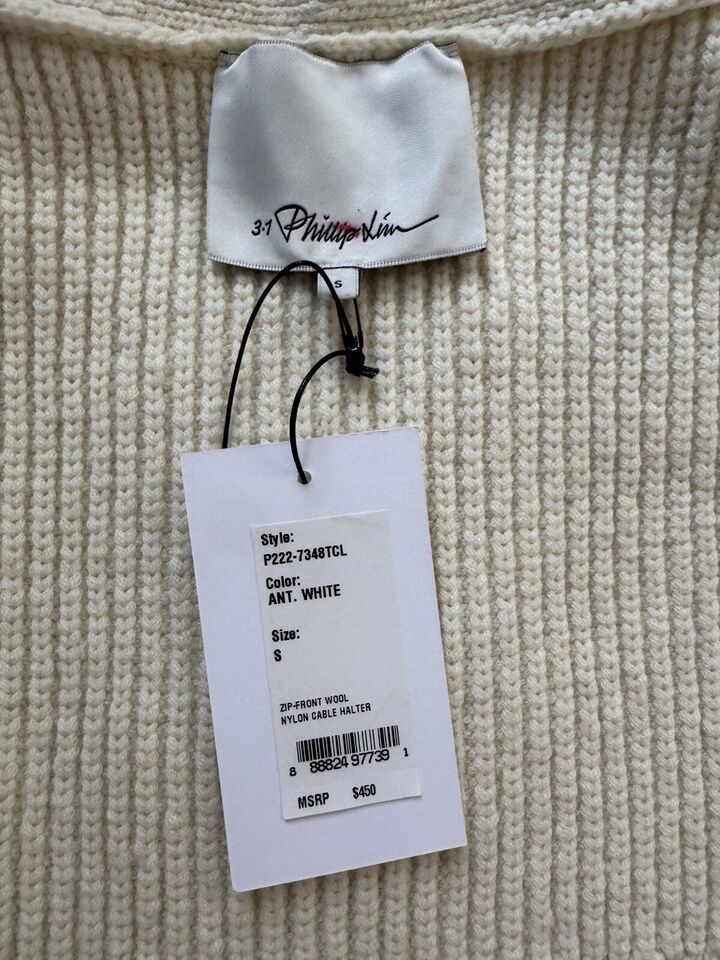 3.1 Phillip Lim
S
Style:
P222-7348TCL
Color:
ANT. WHITE
Size:
S
ZIP-FRONT WOOL
NYLON CABLE HALTER
8 88824 97739 1
MSRP $450